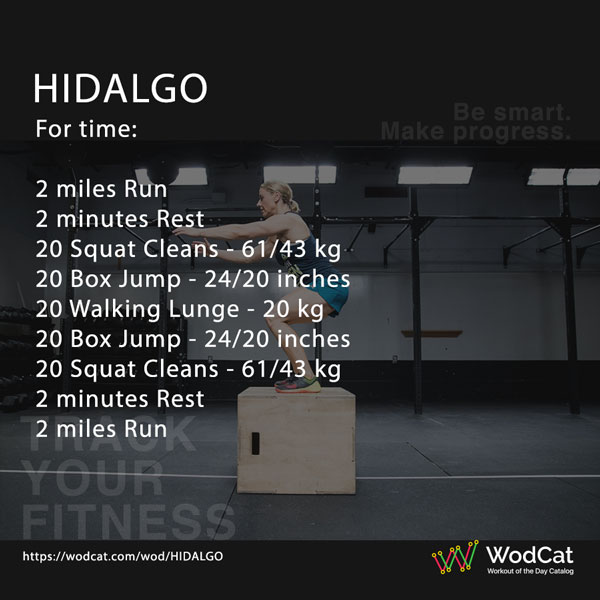 HIDALGO
For time:
Be smart.
Make progress.
2 miles Run
2 minutes Rest
20 Squat Cleans - 61/43 kg
20 Box Jump - 24/20 inches
20 Walking Lunge - 20 kg
20 Box Jump - 24/20 inches
20 Squat Cleans - 61/43 kg
2 minutes Rest
2 miles Run
TRACK
YOUR
FITNESS
https://wodcat.com/wod/HIDALGO
WodCat
Workout of the Day Catalog